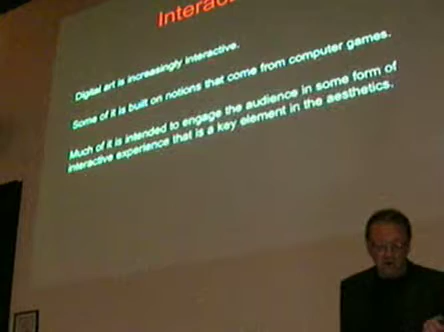 Interac
Digital art is increasingly interactive.
Some of it is built on notions that come from computer games.
Much of it is intended to engage the audience in some form of
interactive experience that is a key element in the aesthetics.